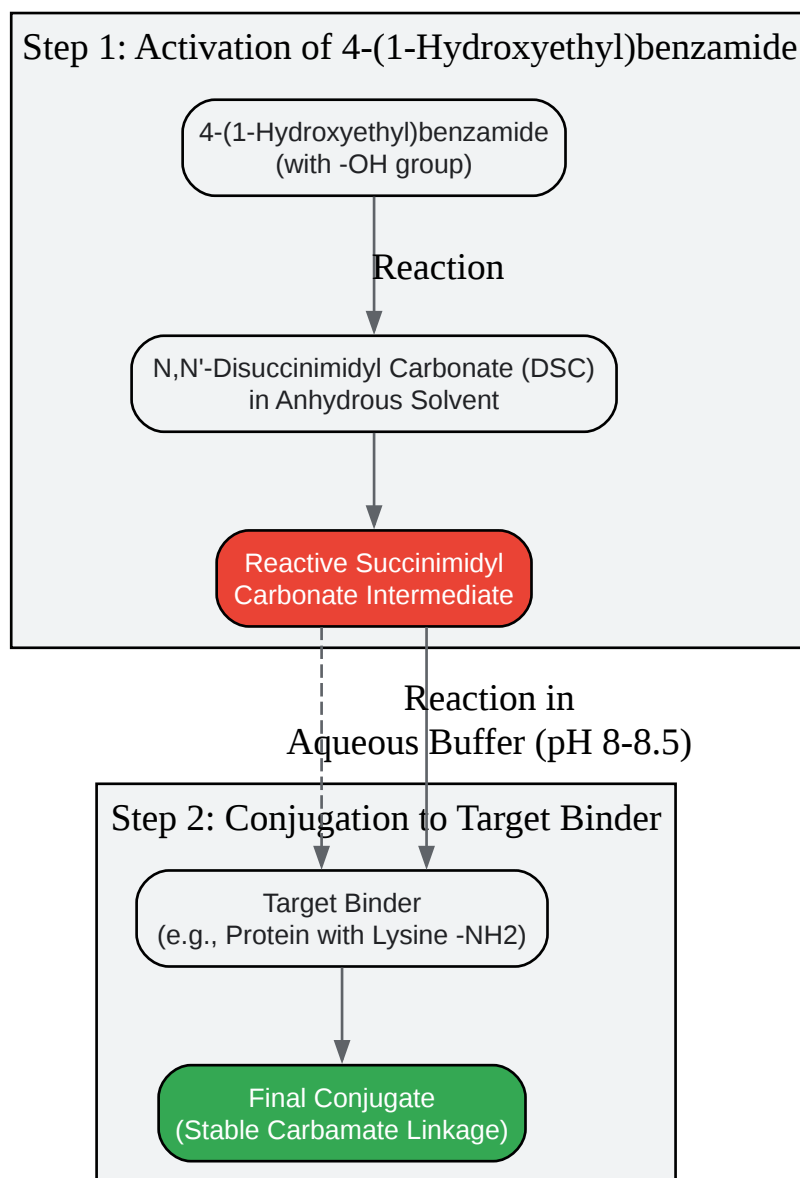 Step 1: Activation of 4-(1-Hydroxyethyl)benzamide
4-(1-Hydroxyethyl)benzamide
(with -OH group)
Reaction
N,N'-Disuccinimidyl Carbonate (DSC)
in Anhydrous Solvent
Reactive Succinimidyl
Carbonate Intermediate
Reaction in
Aqueous Buffer (pH 8-8.5)
Step 2: Conjugation to Target Binder
Target Binder
(e.g., Protein with Lysine -NH2)
Final Conjugate
(Stable Carbamate Linkage)